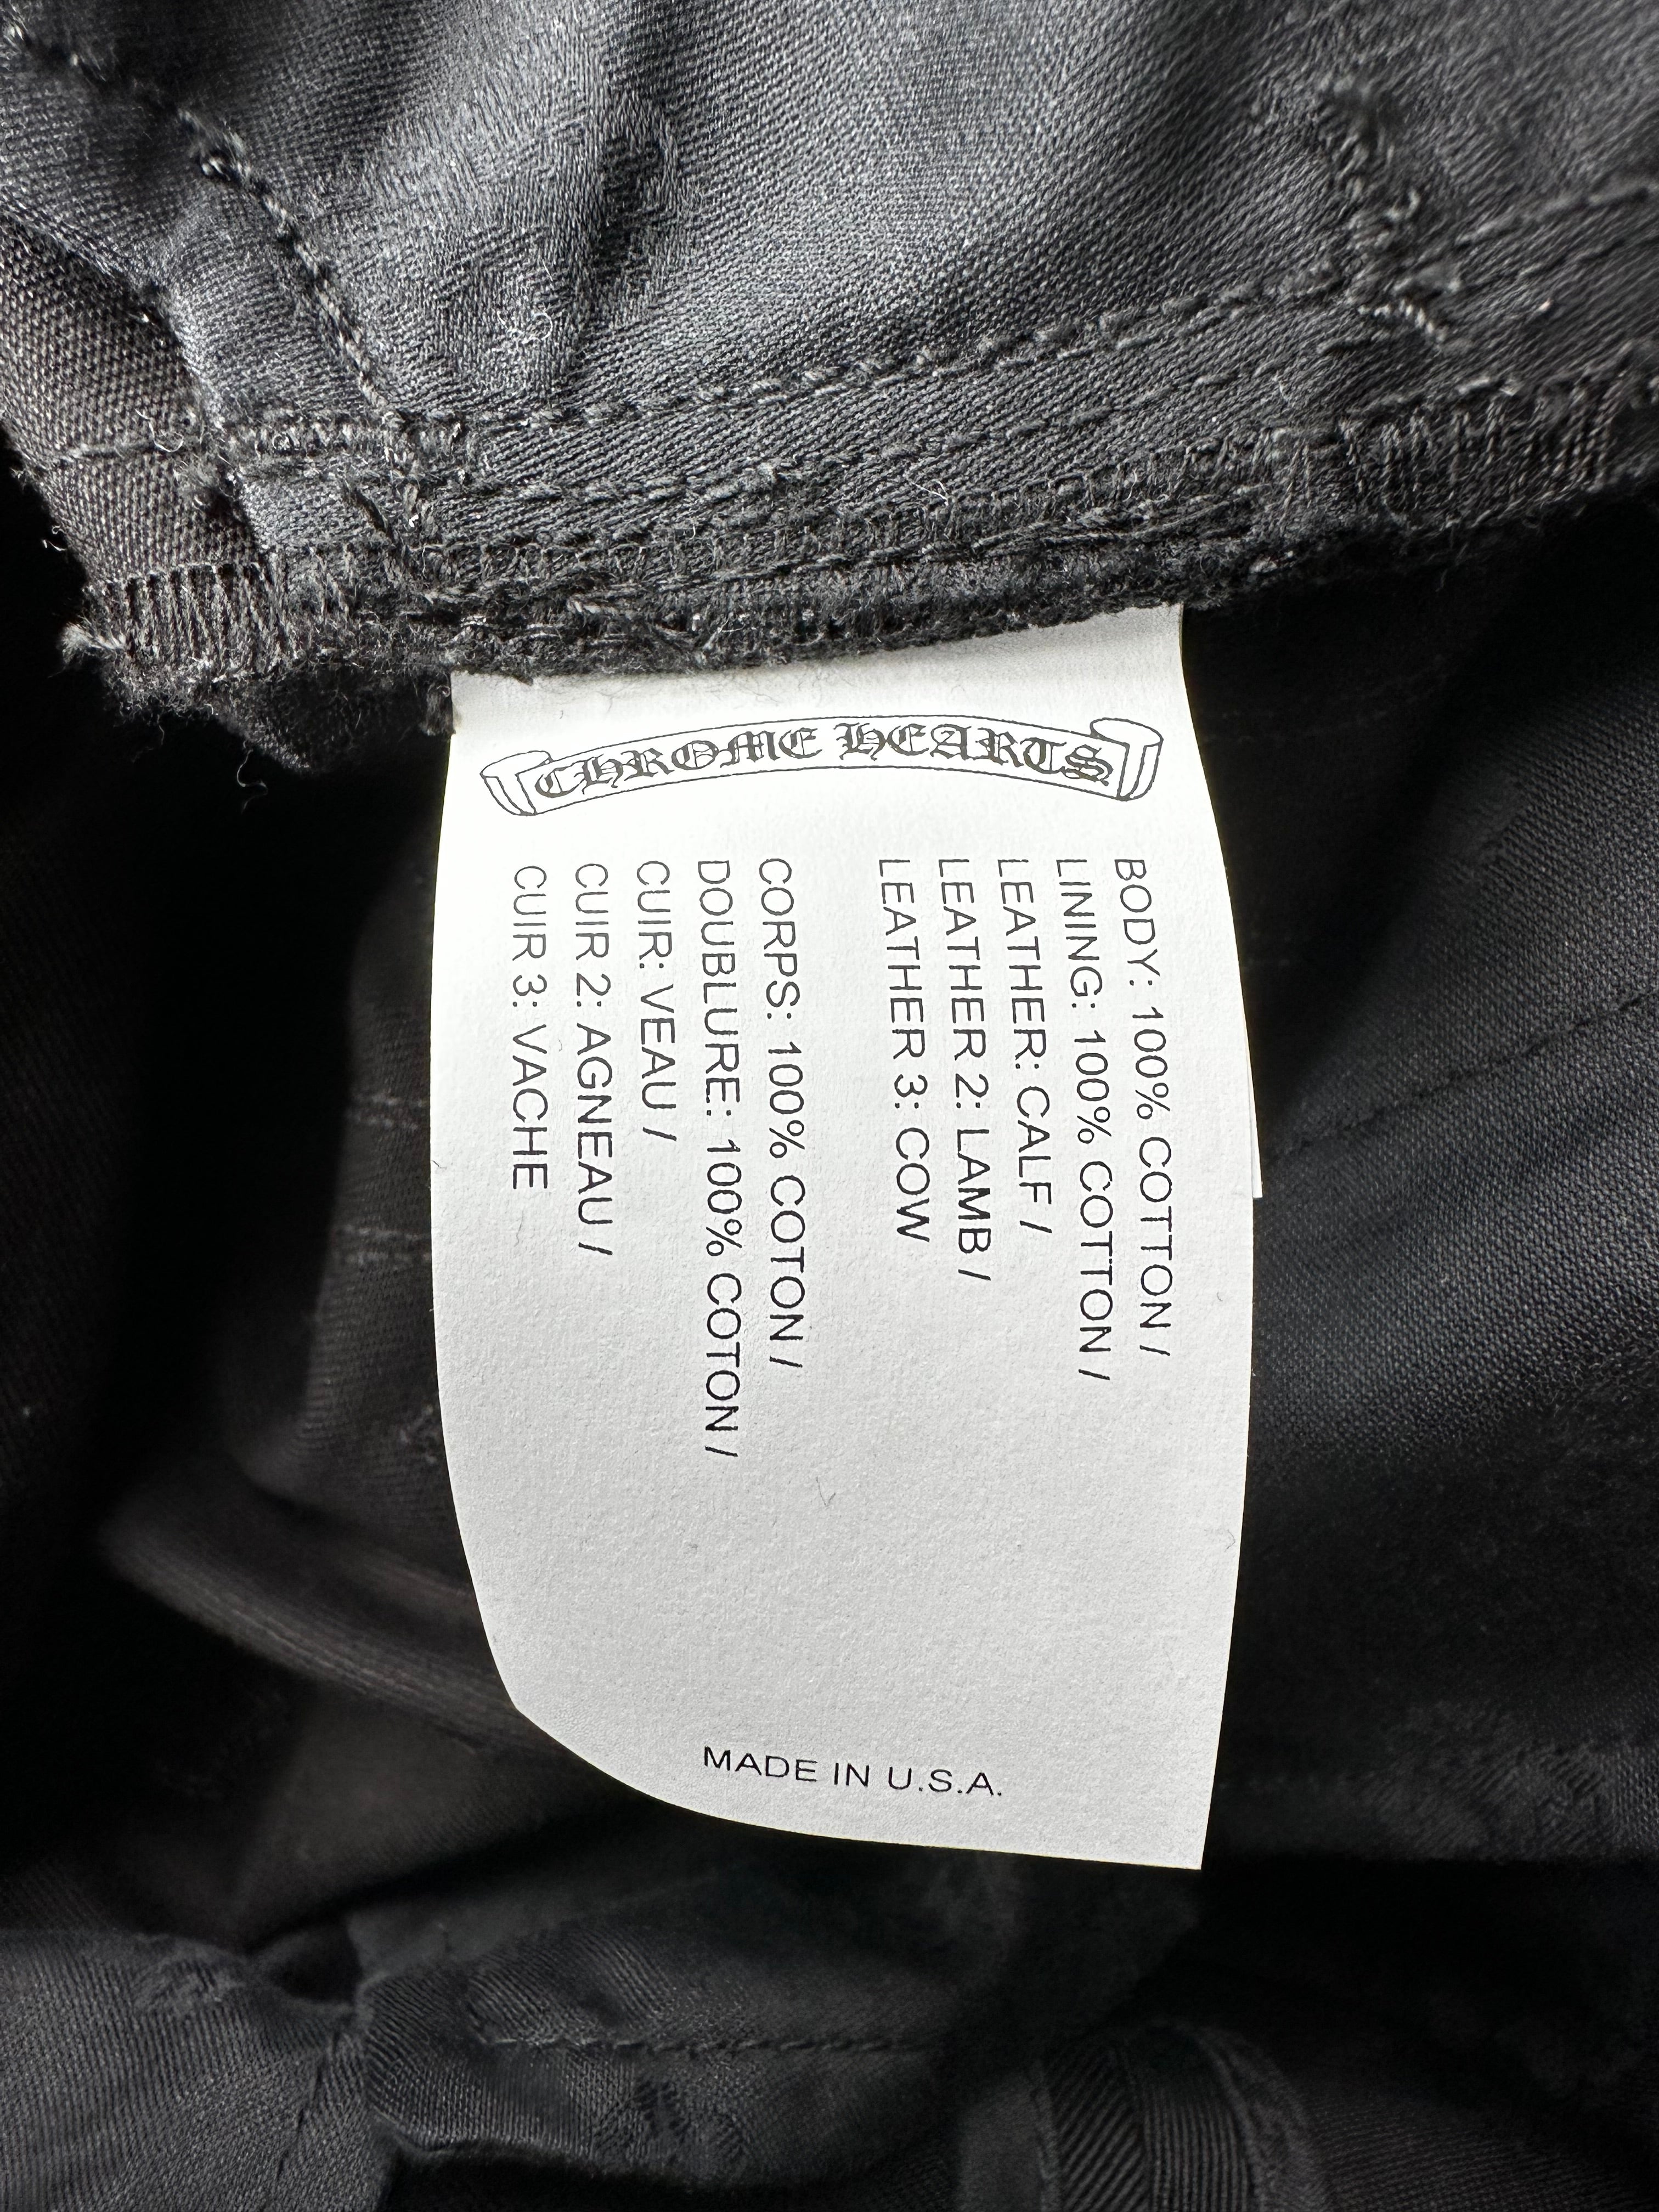 CHROME HEARTS
BODY: 100% COTTON /
LINING: 100% COTTON /
LEATHER: CALF /
LEATHER 2: LAMB /
LEATHER 3: COW
CORPS: 100% COTON /
DOUBLURE: 100% COTON /
CUIR: VEAU /
CUIR 2: AGNEAU /
CUIR 3: VACHE
MADE IN U.S.A.